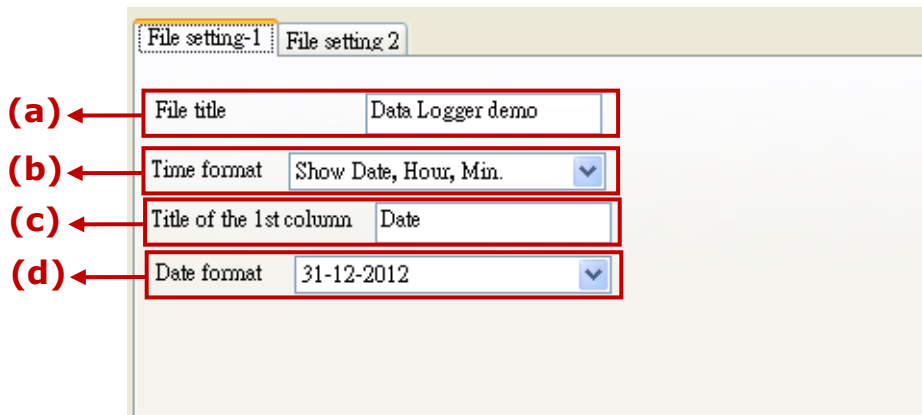 File setting-1 File setting 2
(a) File title Data Logger demo
(b) Time format Show Date, Hour, Min.
(c) Title of the 1st column Date
(d) Date format 31-12-2012